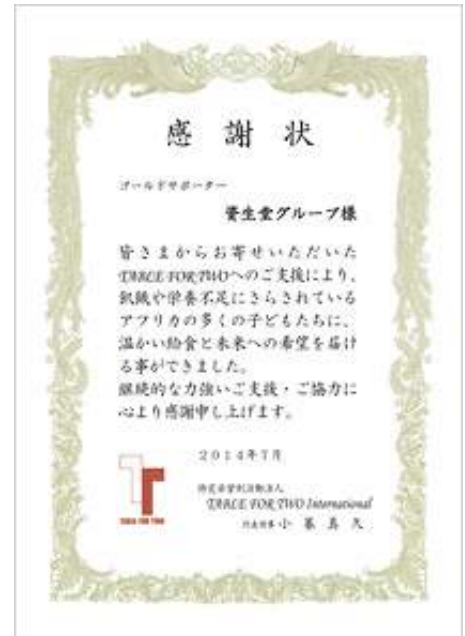 感謝状
ゴールドサポーター
資生堂グループ様
皆さまからお寄せいただいた
TABLE FOR TWOへのご支援により、
飢餓や栄養不足にさらされている
アフリカの多くの子どもたちに、
温かい給食と未来への希望を届け
る事ができました。
継続的な力強いご支援・ご協力に
心より感謝申し上げます。
2014年7月
特定非営利活動法人
TABLE FOR TWO International
代表理事 小暮真久
TABLE FOR TWO